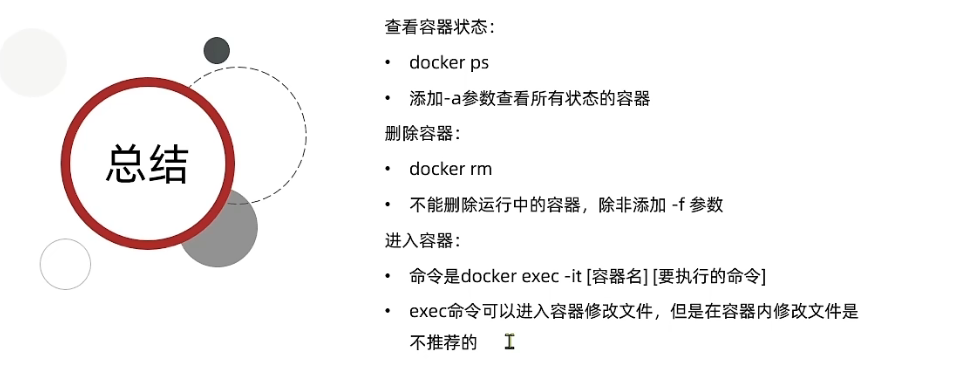 总结
查看容器状态：
• docker ps
• 添加-a参数查看所有状态的容器
删除容器：
• docker rm
• 不能删除运行中的容器，除非添加 -f 参数
进入容器：
• 命令是docker exec -it [容器名] [要执行的命令]
• exec命令可以进入容器修改文件，但是在容器内修改文件是
不推荐的